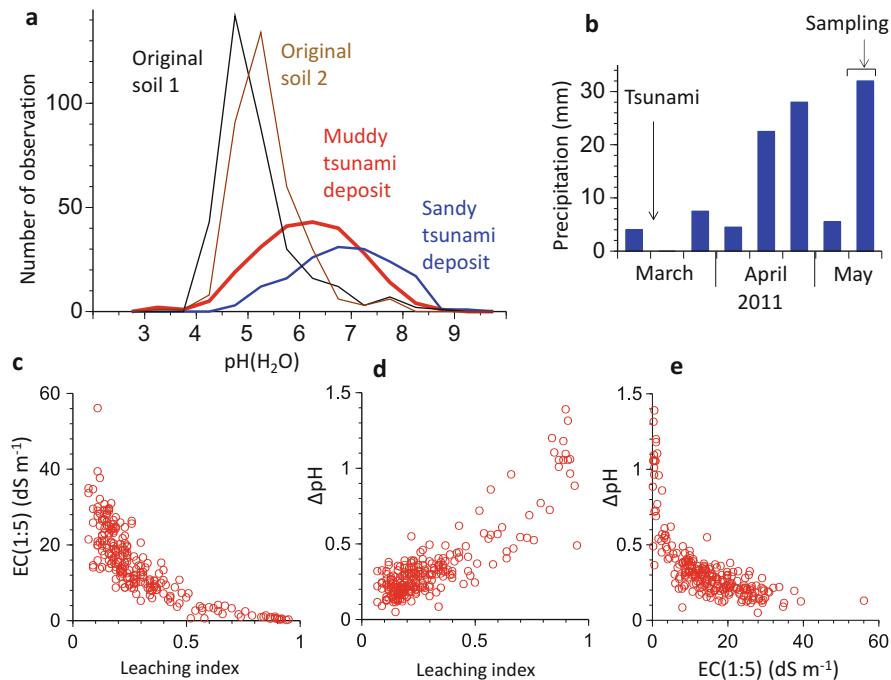 a
Original
soil 1
Original
soil 2
Muddy
tsunami
deposit
Sandy
tsunami
deposit
Number of observation
100
50
0
3 4 5 6 7 8 9
pH(H₂O)
b
Sampling
Tsunami
Precipitation (mm)
30
20
10
0
March April May
2011
c
EC(1:5) (dS m⁻¹)
60
40
20
0
0 0.5 1
Leaching index
d
ΔpH
1.5
1
0.5
0
0 0.5 1
Leaching index
e
ΔpH
1.5
1
0.5
0
0 20 40 60
EC(1:5) (dS m⁻¹)